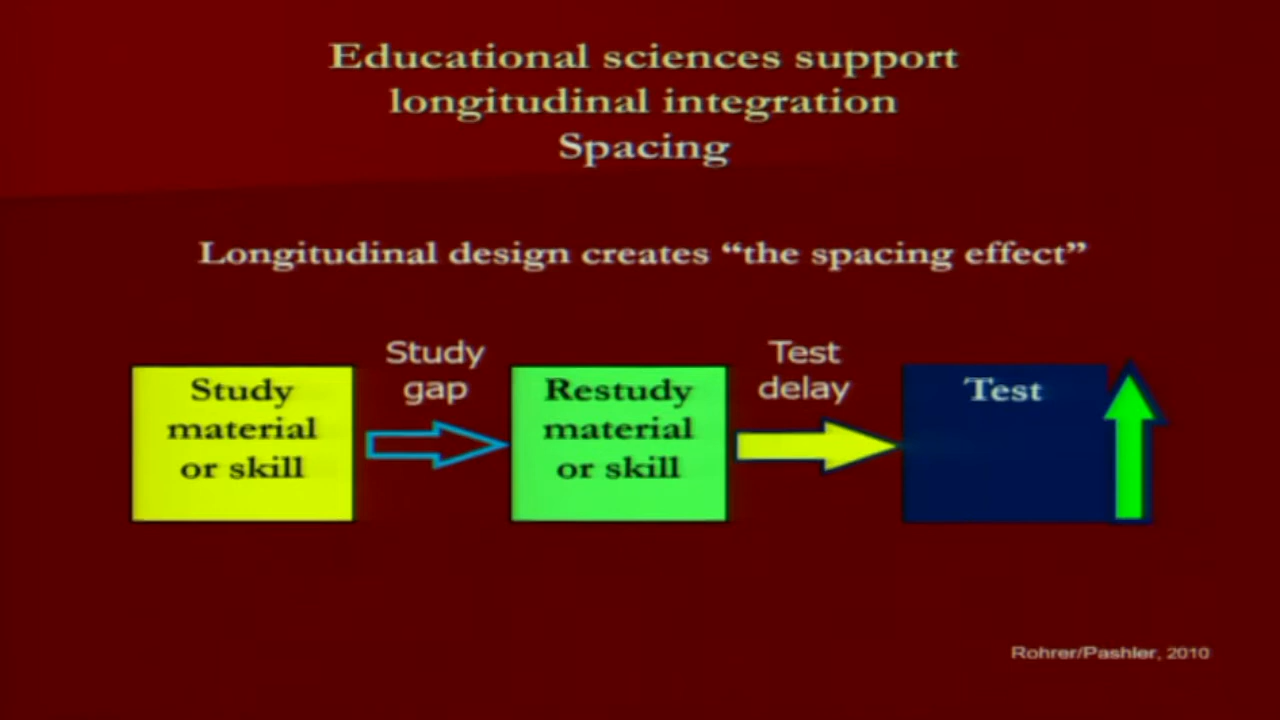 Educational sciences support
longitudinal integration
Spacing
Longitudinal design creates “the spacing effect”
Study
material
or skill
Study
gap
Restudy
material
or skill
Test
delay
Test
Rohrer/Pashler, 2010